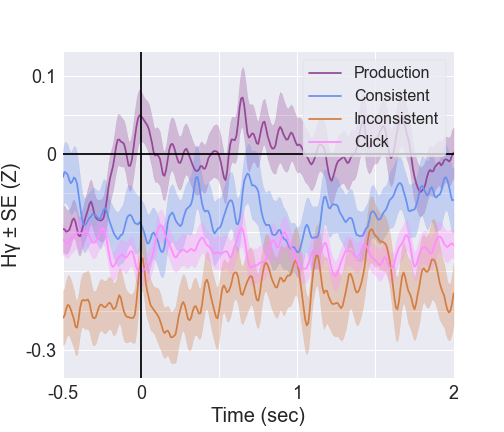 Production
Consistent
Inconsistent
Click
0.1
0
-0.3
Hγ ± SE (Z)
-0.5
0
1
2
Time (sec)